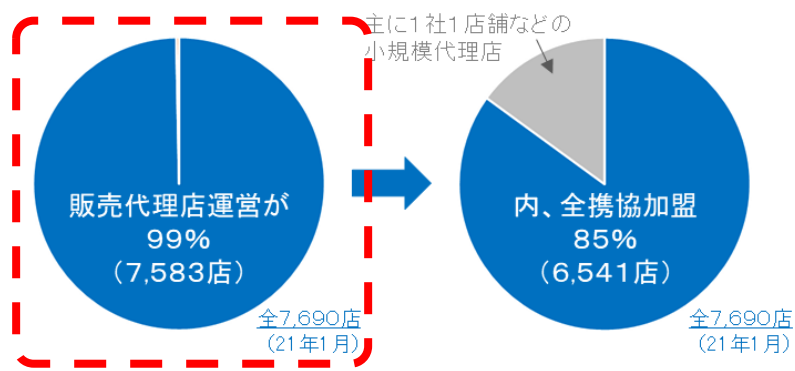 主に1社1店舗などの
小規模代理店
販売代理店運営が
99%
（7,583店）
全7,690店
（21年1月）
内、全携協加盟
85%
（6,541店）
全7,690店
（21年1月）